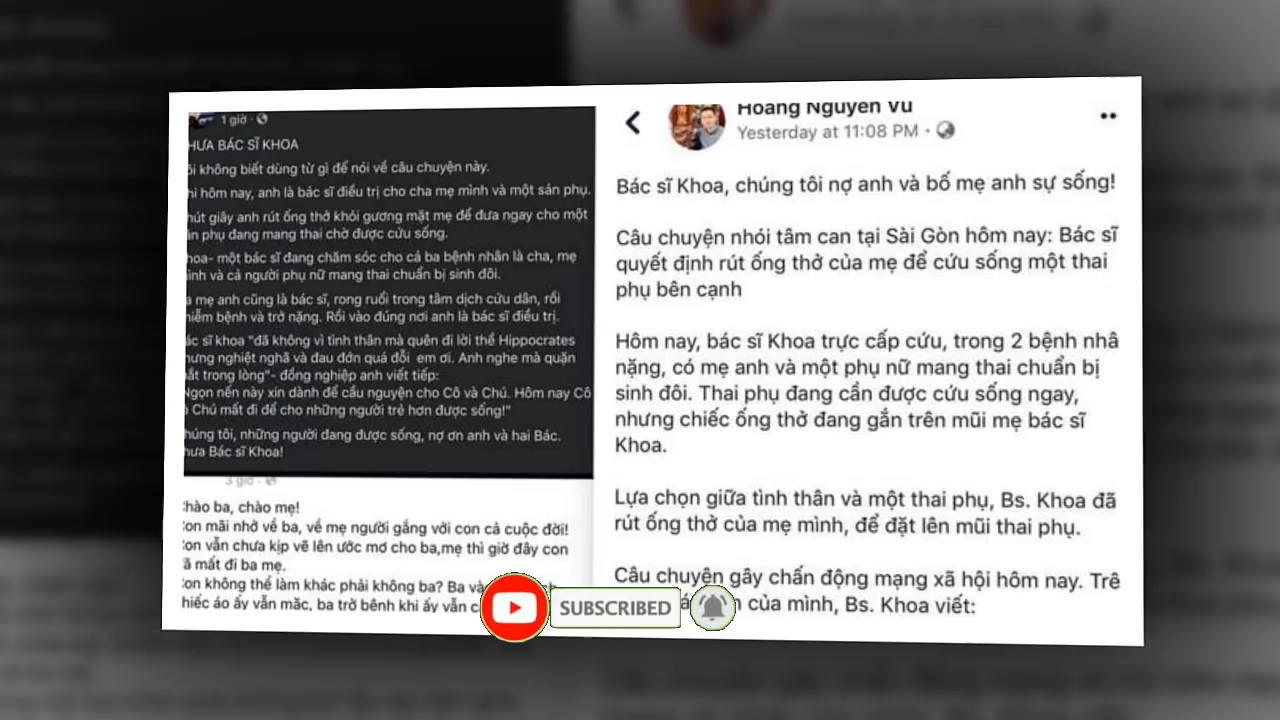 1 giờ
HƯA BÁC SĨ KHOA
ôi không biết dùng từ gì để nói về câu chuyện này.
hi hôm nay, anh là bác sĩ điều trị cho cha mẹ mình và một sản phụ.
hút giây anh rút ống thở khỏi gương mặt mẹ để đưa ngay cho một
ản phụ đang mang thai chờ được cứu sống.
hoa- một bác sĩ đang chăm sóc cho cả ba bệnh nhân là cha, mẹ
ình và cả người phụ nữ mang thai chuẩn bị sinh đôi.
a mẹ anh cũng là bác sĩ, rong ruổi trong tâm dịch cứu dân, rồi
hiễm bệnh và trở nặng. Rồi vào đúng nơi anh là bác sĩ điều trị.
ác sĩ khoa "đã không vì tình thân mà quên đi lời thề Hippocrates
hưng nghiệt nghã và đau đớn quá đỗi em ơi. Anh nghe mà quặn
ắt trong lòng"- đồng nghiệp anh viết tiếp:
Ngọn nến này xin dành để cầu nguyện cho Cô và Chú. Hôm nay Cô
à Chú mất đi để cho những người trẻ hơn được sống!"
húng tôi, những người đang được sống, nợ ơn anh và hai Bác.
hưa Bác sĩ Khoa!
3 giờ
Chào ba, chào mẹ!
Con mãi nhớ về ba, về mẹ người gắng với con cả cuộc đời!
Con vẫn chưa kịp vẽ lên ước mơ cho ba,mẹ thì giờ đây con
ã mất đi ba mẹ.
Con không thể làm khác phải không ba? Ba và
hiếc áo ấy vẫn mặc, ba trở bệnh khi ấy vẫn c
Hoàng Nguyên Vũ
Yesterday at 11:08 PM
Bác sĩ Khoa, chúng tôi nợ anh và bố mẹ anh sự sống!
Câu chuyện nhói tâm can tại Sài Gòn hôm nay: Bác sĩ
quyết định rút ống thở của mẹ để cứu sống một thai
phụ bên cạnh
Hôm nay, bác sĩ Khoa trực cấp cứu, trong 2 bệnh nhâ
nặng, có mẹ anh và một phụ nữ mang thai chuẩn bị
sinh đôi. Thai phụ đang cần được cứu sống ngay,
nhưng chiếc ống thở đang gắn trên mũi mẹ bác sĩ
Khoa.
Lựa chọn giữa tình thân và một thai phụ, Bs. Khoa đã
rút ống thở của mẹ mình, để đặt lên mũi thai phụ.
Câu chuyện gây chấn động mạng xã hội hôm nay. Trê
của mình, Bs. Khoa viết:
SUBSCRIBED